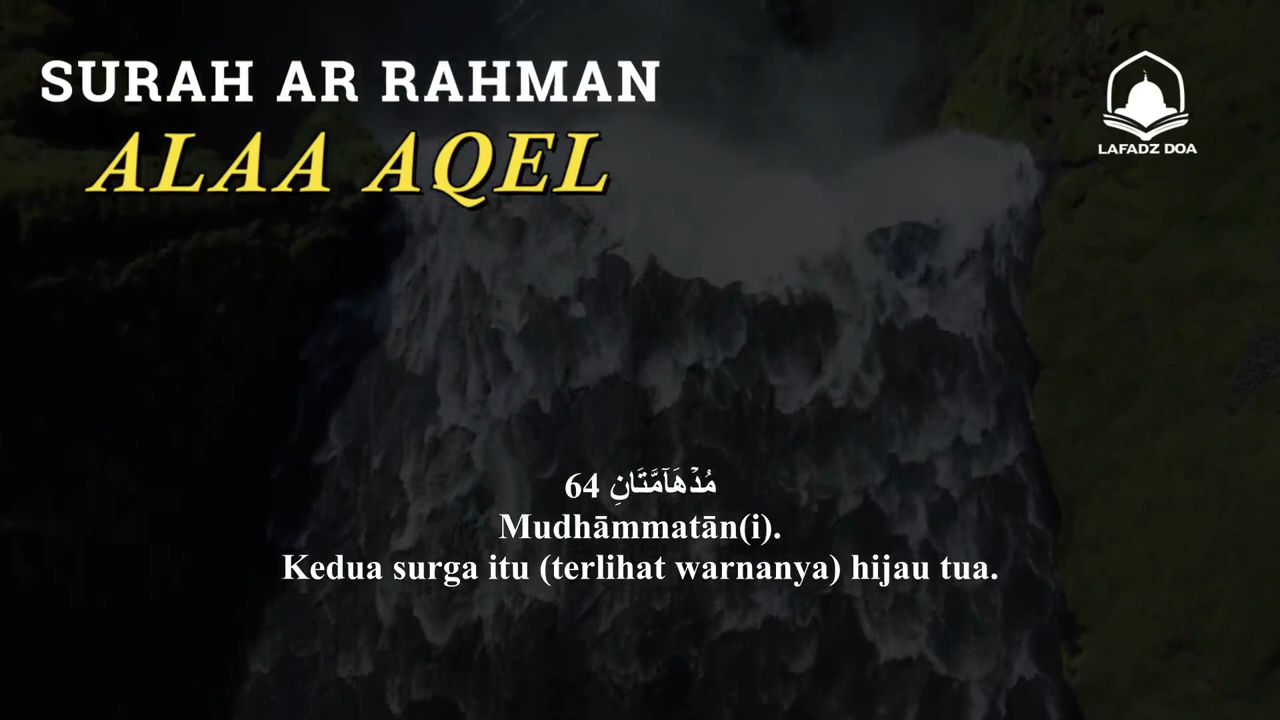 SURAH AR RAHMAN
ALAA AQEL
LAFADZ DOA
مُدْهَآمَّتَانِ 64
Mudhāmmatān(i).
Kedua surga itu (terlihat warnanya) hijau tua.